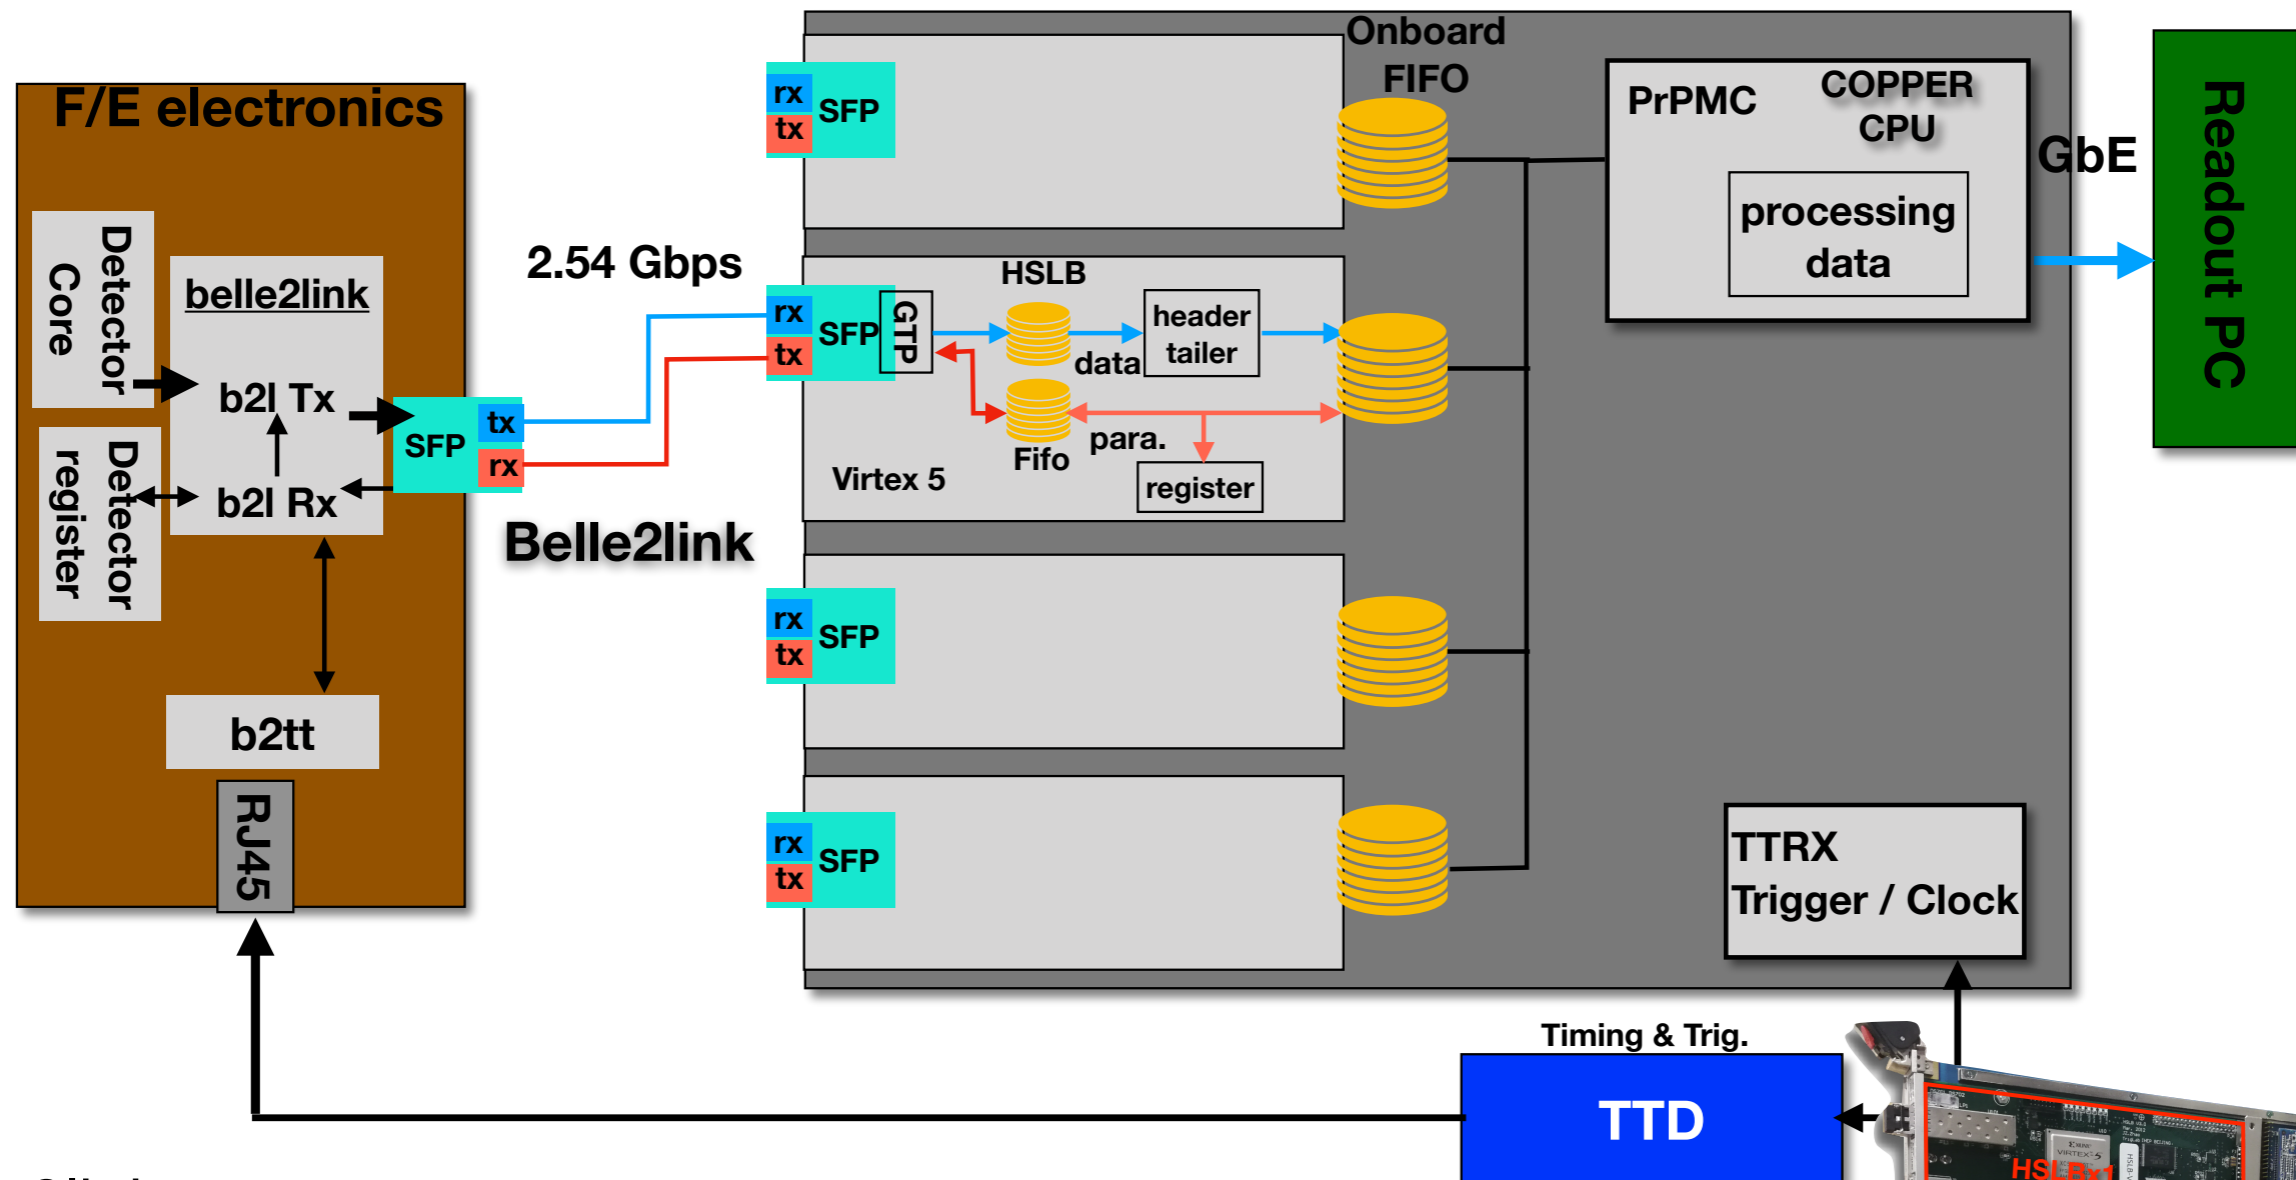 F/E electronics
Detector
Core
belle2link
b2l Tx
b2l Rx
Detector
register
SFP
tx
rx
b2tt
RJ45
2.54 Gbps
Belle2link
Onboard
FIFO
rx
tx
SFP
rx
tx
SFP
GTP
HSLB
data
header
tailer
Fifo
para.
register
Virtex 5
rx
tx
SFP
rx
tx
SFP
PrPMC
COPPER
CPU
processing
data
GbE
Readout PC
TTRX
Trigger / Clock
Timing & Trig.
TTD
VIRTEX-5
HSLBx1